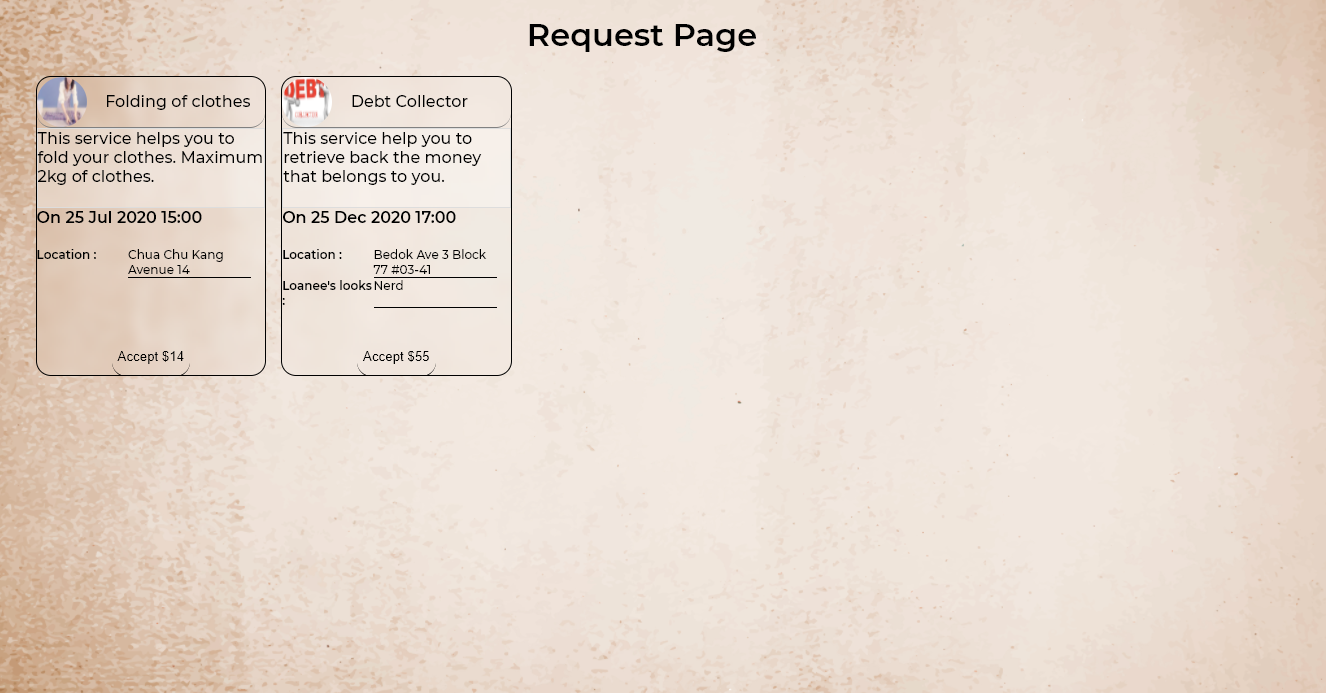 Request Page
Folding of clothes
This service helps you to
fold your clothes. Maximum
2kg of clothes.
On 25 Jul 2020 15:00
Location :
Chua Chu Kang
Avenue 14
Accept $14
DEBT
COLLECTOR
Debt Collector
This service help you to
retrieve back the money
that belongs to you.
On 25 Dec 2020 17:00
Location :
Bedok Ave 3 Block
77 #03-41
Loanee's looks
:
Nerd
Accept $55